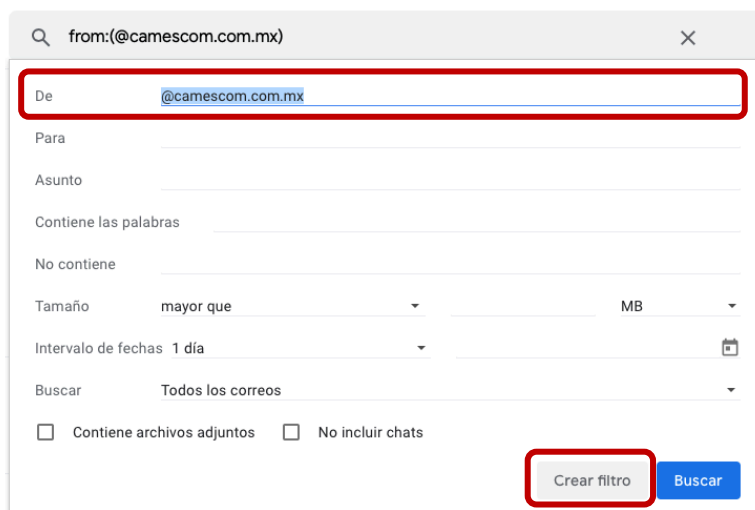 from:(@camescom.com.mx)
De @camescom.com.mx
Para
Asunto
Contiene las palabras
No contiene
Tamaño mayor que MB
Intervalo de fechas 1 día
Buscar Todos los correos
Contiene archivos adjuntos No incluir chats
Crear filtro Buscar